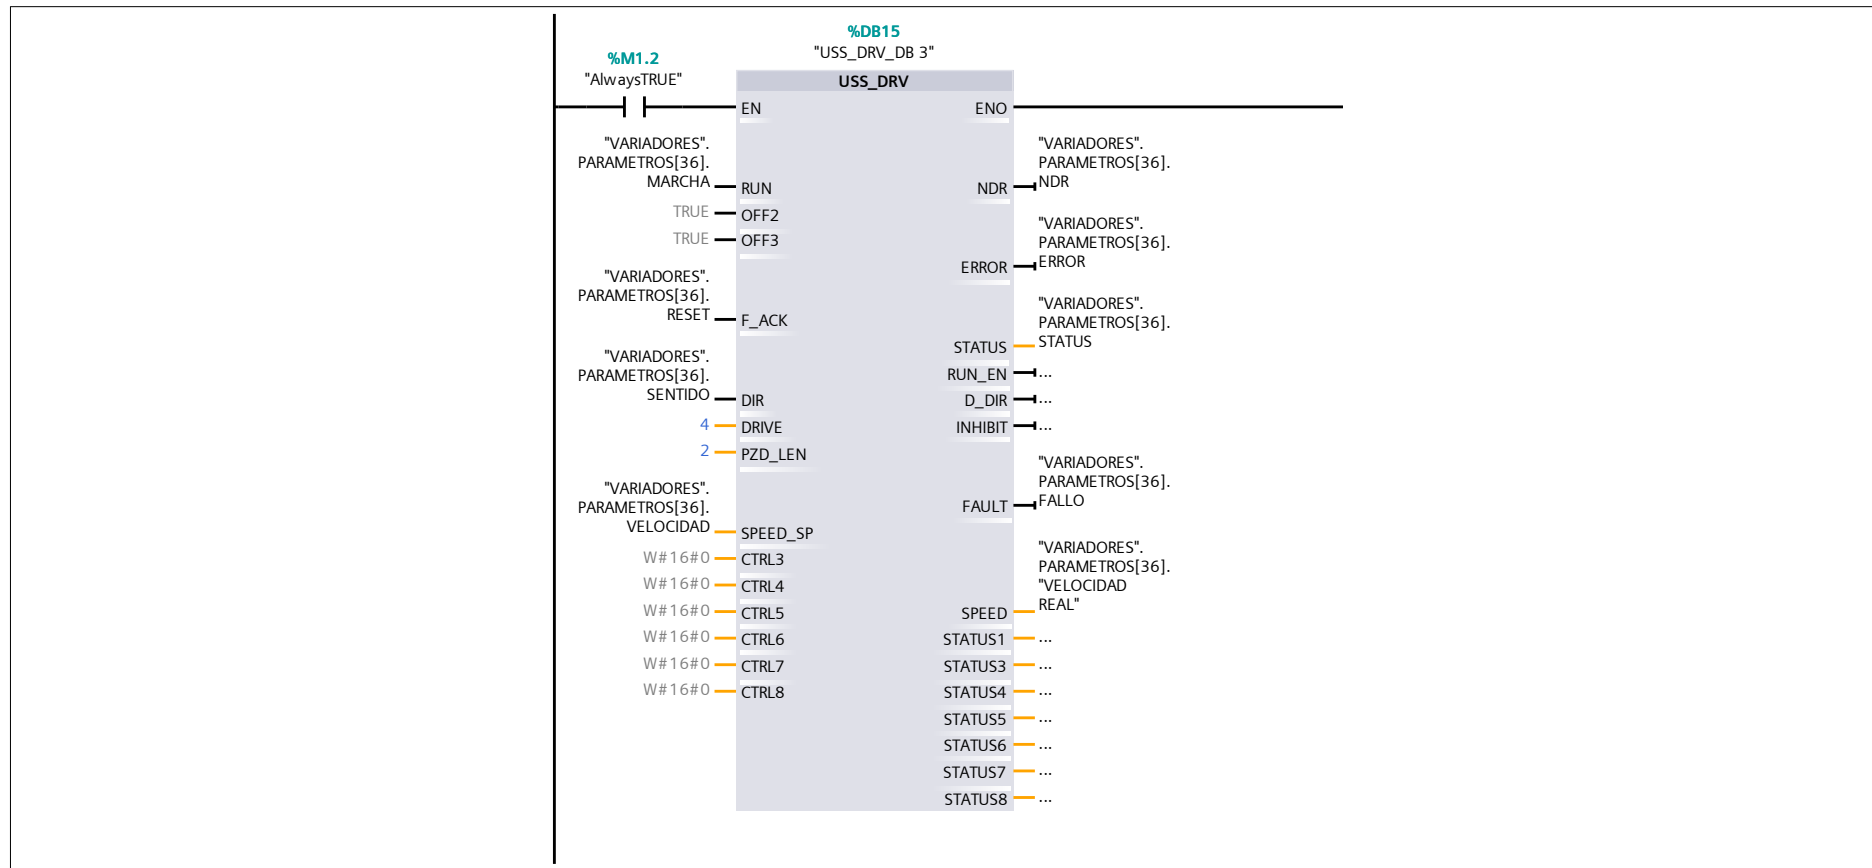 %DB15
"USS_DRV_DB 3"
%M1.2
"AlwaysTRUE"
USS_DRV
EN
ENO
"VARIADORES".
PARAMETROS[36].
MARCHA
RUN
TRUE
OFF2
TRUE
OFF3
"VARIADORES".
PARAMETROS[36].
RESET
F_ACK
"VARIADORES".
PARAMETROS[36].
SENTIDO
DIR
4
DRIVE
2
PZD_LEN
"VARIADORES".
PARAMETROS[36].
VELOCIDAD
SPEED_SP
W#16#0
CTRL3
W#16#0
CTRL4
W#16#0
CTRL5
W#16#0
CTRL6
W#16#0
CTRL7
W#16#0
CTRL8
"VARIADORES".
PARAMETROS[36].
NDR
NDR
"VARIADORES".
PARAMETROS[36].
ERROR
ERROR
"VARIADORES".
PARAMETROS[36].
STATUS
STATUS
RUN_EN
...
D_DIR
...
INHIBIT
...
"VARIADORES".
PARAMETROS[36].
FAULT
FALLO
"VARIADORES".
PARAMETROS[36].
"VELOCIDAD
REAL"
SPEED
STATUS1
...
STATUS3
...
STATUS4
...
STATUS5
...
STATUS6
...
STATUS7
...
STATUS8
...